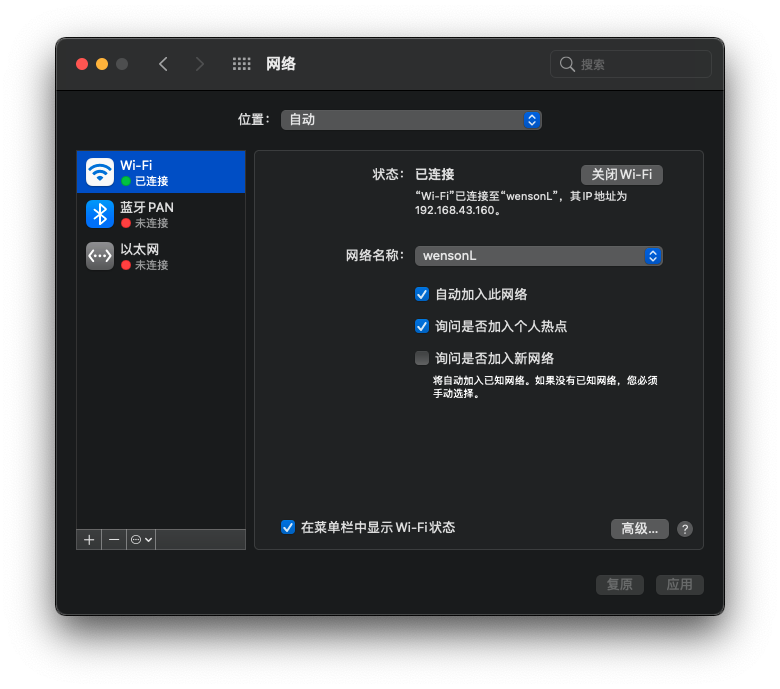 网络
搜索
位置： 自动
Wi-Fi
已连接
蓝牙 PAN
未连接
以太网
未连接
状态： 已连接
关闭 Wi-Fi
“Wi-Fi”已连接至“wensonL”，其 IP 地址为
192.168.43.160。
网络名称： wensonL
自动加入此网络
询问是否加入个人热点
询问是否加入新网络
将自动加入已知网络。如果没有已知网络，您必须
手动选择。
在菜单栏中显示 Wi-Fi 状态
高级...
?
复原
应用